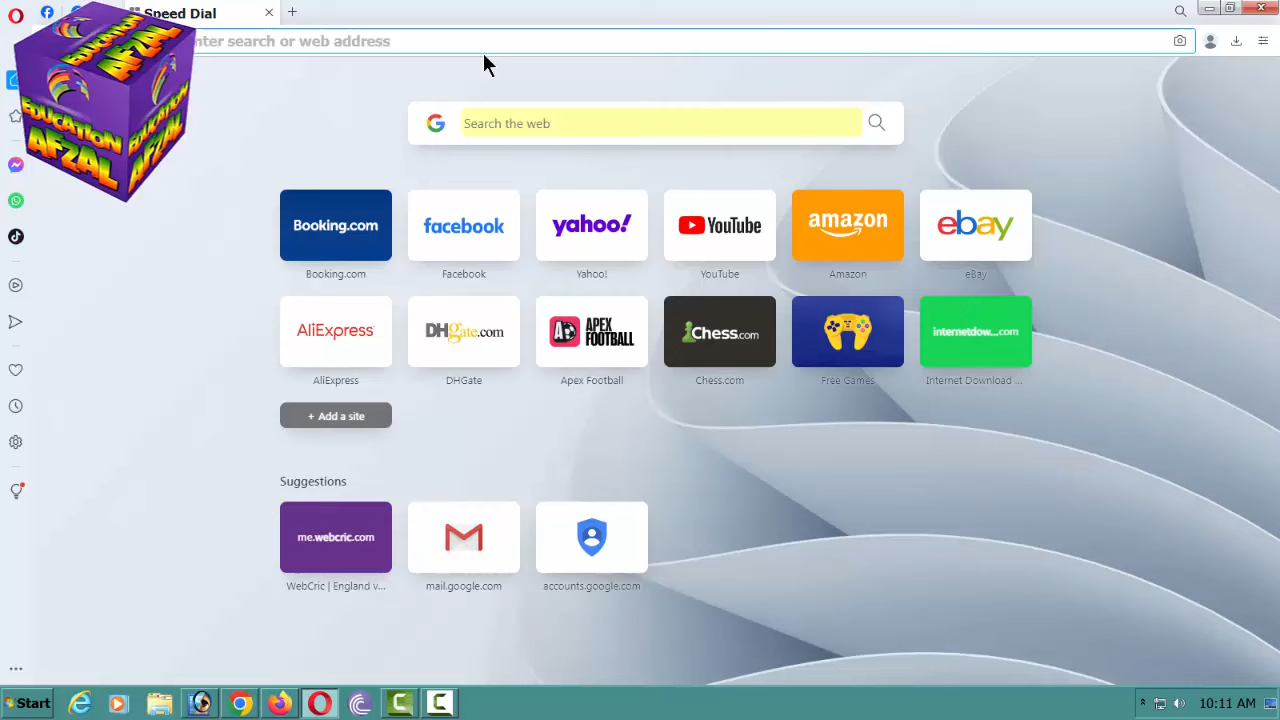 Speed Dial
nter search or web address
EDUCATION
AFZAL
AFZAL
EDUCATION
AFZAL
Search the web
Booking.com
facebook
yahoo!
YouTube
amazon
ebay
Booking.com
Facebook
Yahoo!
YouTube
Amazon
eBay
AliExpress
DHgate.com
APEX
FOOTBALL
Chess.com
internetdow...com
AliExpress
DHGate
Apex Football
Chess.com
Free Games
Internet Download ...
+ Add a site
Suggestions
me.webcric.com
WebCric | England v...
mail.google.com
accounts.google.com
Start
10:11 AM